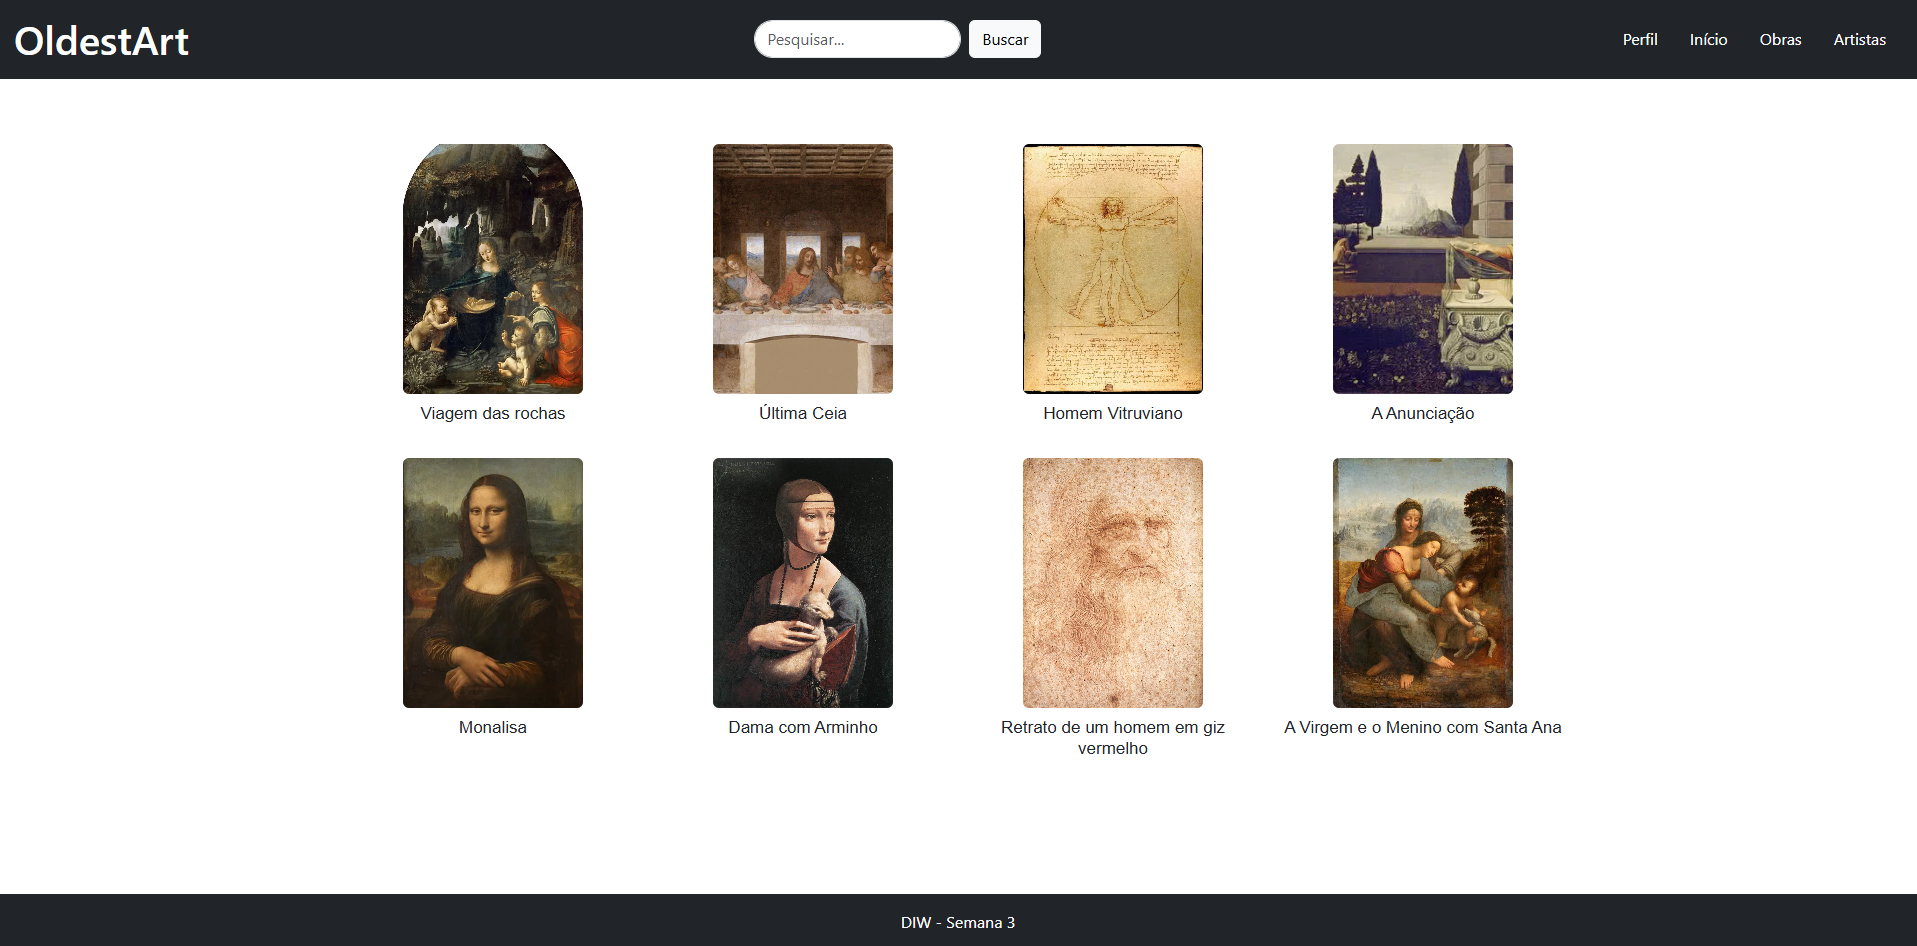 OldestArt
Pesquisar...
Buscar
Perfil
Início
Obras
Artistas
Viagem das rochas
Última Ceia
Homem Vitruviano
A Anunciação
Monalisa
Dama com Arminho
Retrato de um homem em giz
vermelho
A Virgem e o Menino com Santa Ana
DIW - Semana 3